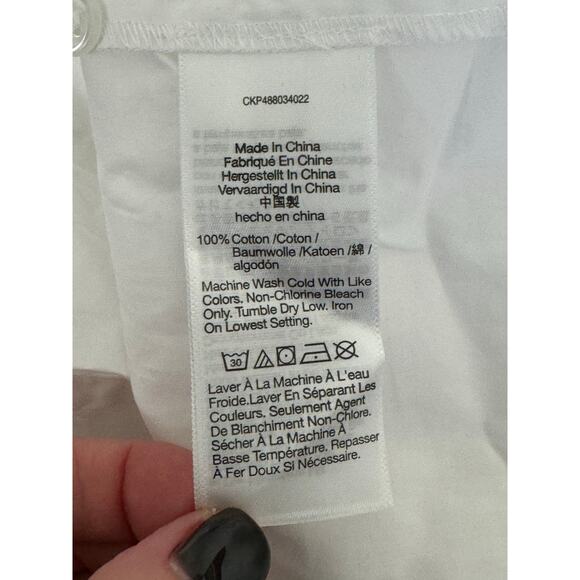 CKP488034022
Made In China
Fabriqué En Chine
Hergestellt In China
Vervaardigd In China
中国製
hecho en china
100% Cotton /Coton /
Baumwolle /Katoen /綿 /
algodón
Machine Wash Cold With Like
Colors. Non-Chlorine Bleach
Only. Tumble Dry Low. Iron
On Lowest Setting.
30
Laver À La Machine À L'eau
Froide.Laver En Séparant Les
Couleurs. Seulement Agent
De Blanchiment Non-Chlore.
Sécher À La Machine À
Basse Température. Repasser
À Fer Doux Si Nécessaire.